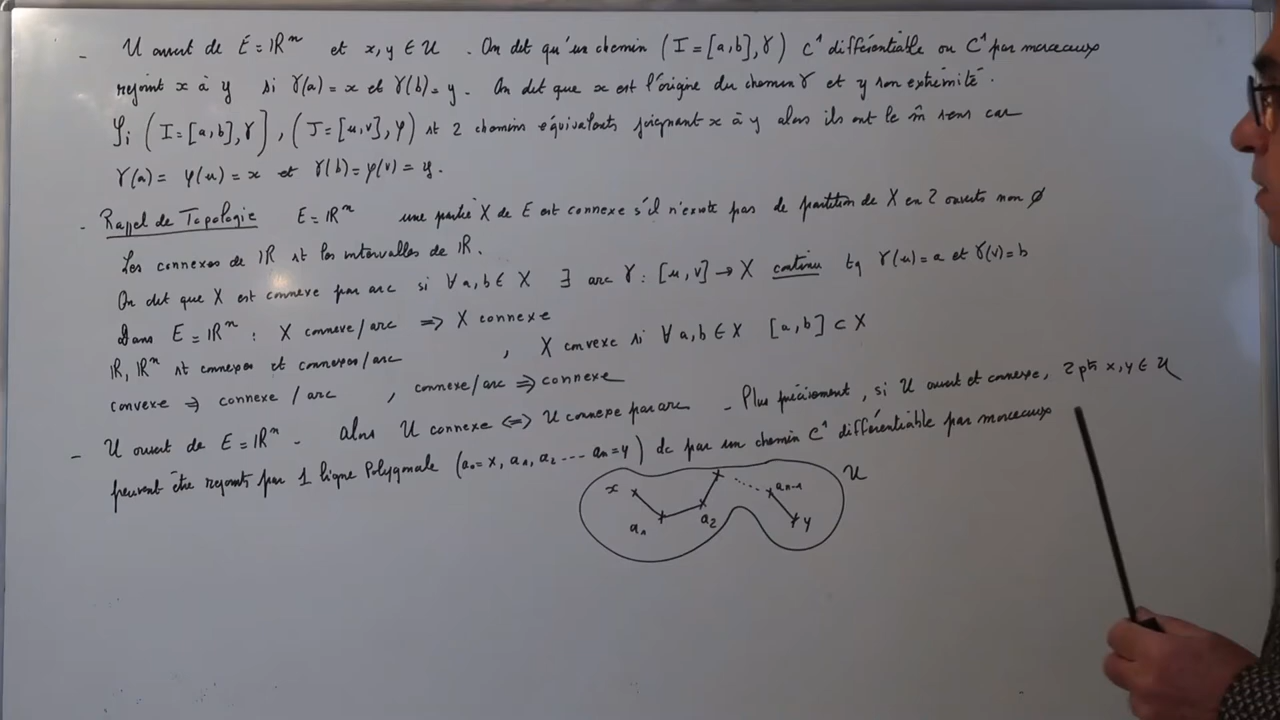 - U ouvert de E = ℝⁿ et x, y ∈ U. On dit qu'un chemin (I = [a,b], γ) C¹ différentiable ou C¹ par morceaux
rejoint x à y si γ(a) = x et γ(b) = y. On dit que x est l'origine du chemin γ et y son extrémité.
Si (I = [a,b], γ], (J = [u,v], φ) st 2 chemins équivalents joignant x à y alors ils ont le m̂ sens car
γ(a) = φ(u) = x et γ(b) = φ(v) = y.
- Rappel de Topologie E = ℝⁿ une partie X de E est connexe s'il n'existe pas de partition de X en 2 ouverts non ∅
Les connexes de ℝ st les intervalles de ℝ.
On dit que X est connexe par arc si ∀ a, b ∈ X ∃ arc γ : [u,v] → X continu tq γ(u) = a et γ(v) = b
Dans E = ℝⁿ : X connexe/arc ⇒ X connexe
ℝ, ℝⁿ st connexes et connexes/arc , X convexe si ∀ a, b ∈ X [a,b] ⊂ X
convexe ⇒ connexe / arc , connexe/arc ⇒ connexe
- U ouvert de E = ℝⁿ - alors U connexe ⇔ U connexe par arc - Plus précisément, si U ouvert et connexe, 2 pts x, y ∈ U
peuvent être rejoints par 1 ligne Polygonale (a₀ = x, a₁, a₂ ---- aₙ = y) dc par un chemin C¹ différentiable par morceaux
x a₁ a₂ aₙ₋₁ y U